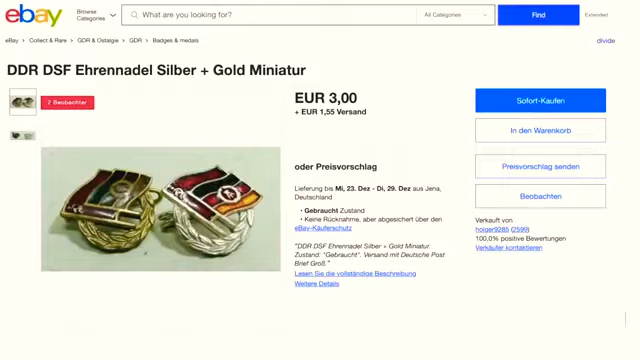 ebay
Browse
Categories
What are you looking for?
All Categories
Find
Extended
eBay > Collect & Rare > GDR & Ostalgie > GDR > Badges & medals
divide
DDR DSF Ehrennadel Silber + Gold Miniatur
2 Beobachter
EUR 3,00
+ EUR 1,55 Versand
oder Preisvorschlag
Lieferung bis Mi, 23. Dez - Di, 29. Dez aus Jena,
Deutschland
• Gebraucht Zustand
• Keine Rücknahme, aber abgesichert über den
eBay-Käuferschutz
"DDR DSF Ehrennadel Silber + Gold Miniatur.
Zustand: "Gebraucht". Versand mit Deutsche Post
Brief Groß."
Lesen Sie die vollständige Beschreibung
Weitere Details
Sofort-Kaufen
In den Warenkorb
Preisvorschlag senden
Beobachten
Verkauft von
hoiger9285 (2599)
100,0% positive Bewertungen
Verkäufer kontaktieren